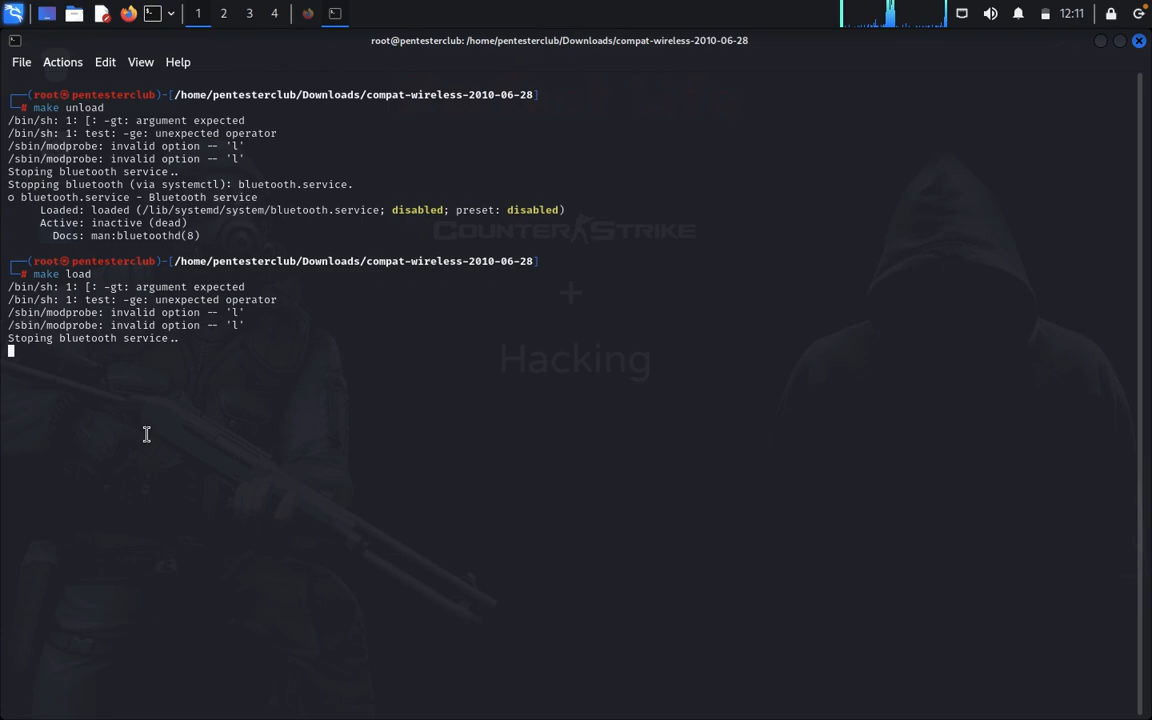 1 2 3 4 12:11
root@pentesterclub: /home/pentesterclub/Downloads/compat-wireless-2010-06-28
File Actions Edit View Help
┌──(root㉿pentesterclub)-[/home/pentesterclub/Downloads/compat-wireless-2010-06-28]
└─# make unload
/bin/sh: 1: [: -gt: argument expected
/bin/sh: 1: test: -ge: unexpected operator
/sbin/modprobe: invalid option -- 'l'
/sbin/modprobe: invalid option -- 'l'
Stoping bluetooth service..
Stopping bluetooth (via systemctl): bluetooth.service.
○ bluetooth.service - Bluetooth service
Loaded: loaded (/lib/systemd/system/bluetooth.service; disabled; preset: disabled)
Active: inactive (dead)
Docs: man:bluetoothd(8)
┌──(root㉿pentesterclub)-[/home/pentesterclub/Downloads/compat-wireless-2010-06-28]
└─# make load
/bin/sh: 1: [: -gt: argument expected
/bin/sh: 1: test: -ge: unexpected operator
/sbin/modprobe: invalid option -- 'l'
/sbin/modprobe: invalid option -- 'l'
Stoping bluetooth service..
COUNTER STRIKE
+
Hacking